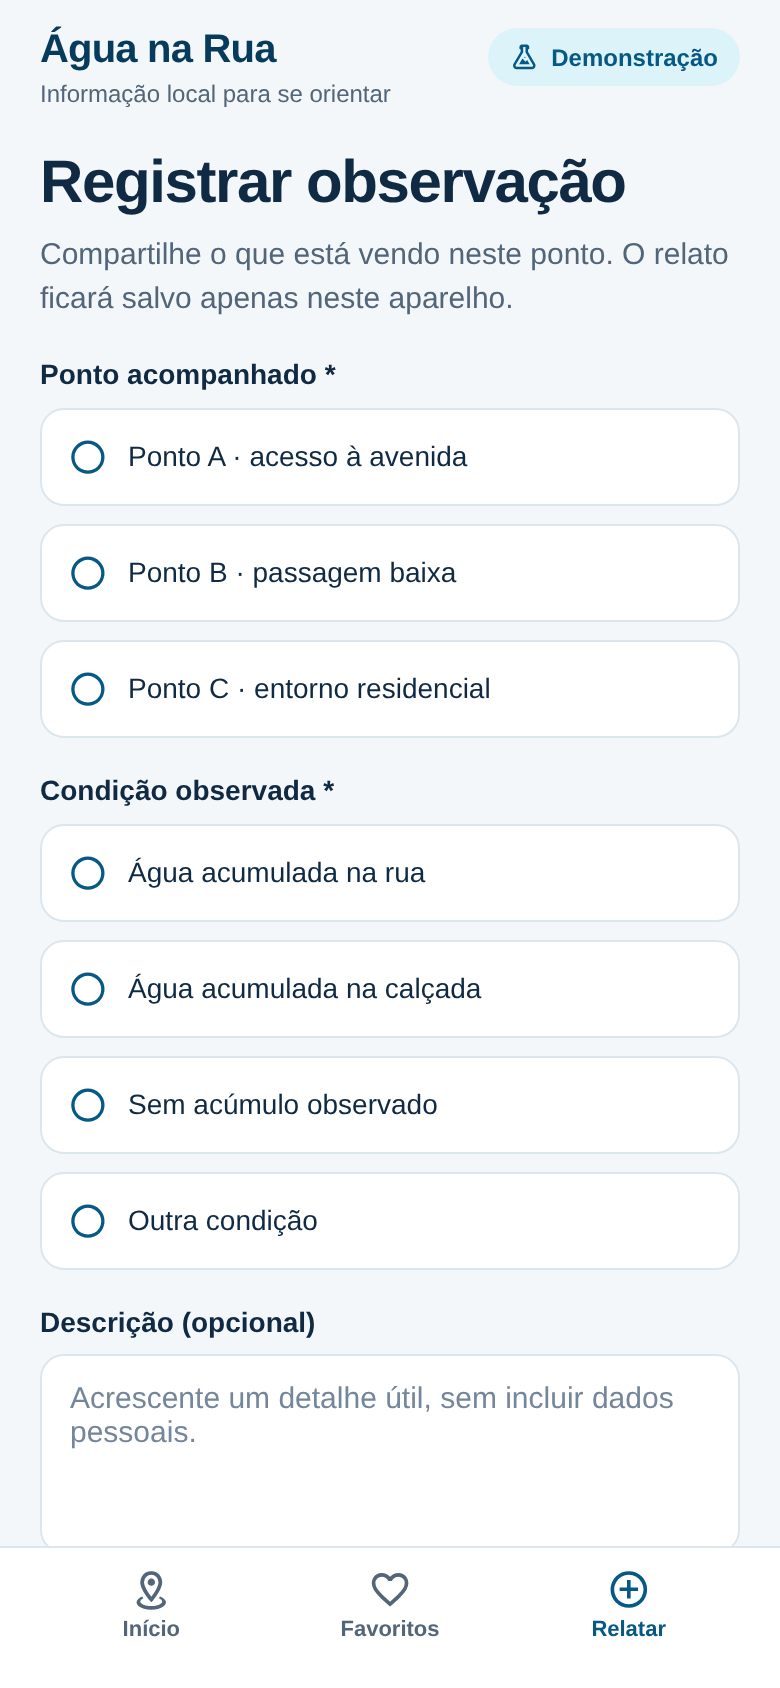 Água na Rua
Demonstração
Informação local para se orientar
Registrar observação
Compartilhe o que está vendo neste ponto. O relato
ficará salvo apenas neste aparelho.
Ponto acompanhado *
Ponto A · acesso à avenida
Ponto B · passagem baixa
Ponto C · entorno residencial
Condição observada *
Água acumulada na rua
Água acumulada na calçada
Sem acúmulo observado
Outra condição
Descrição (opcional)
Acrescente um detalhe útil, sem incluir dados
pessoais.
Início
Favoritos
Relatar